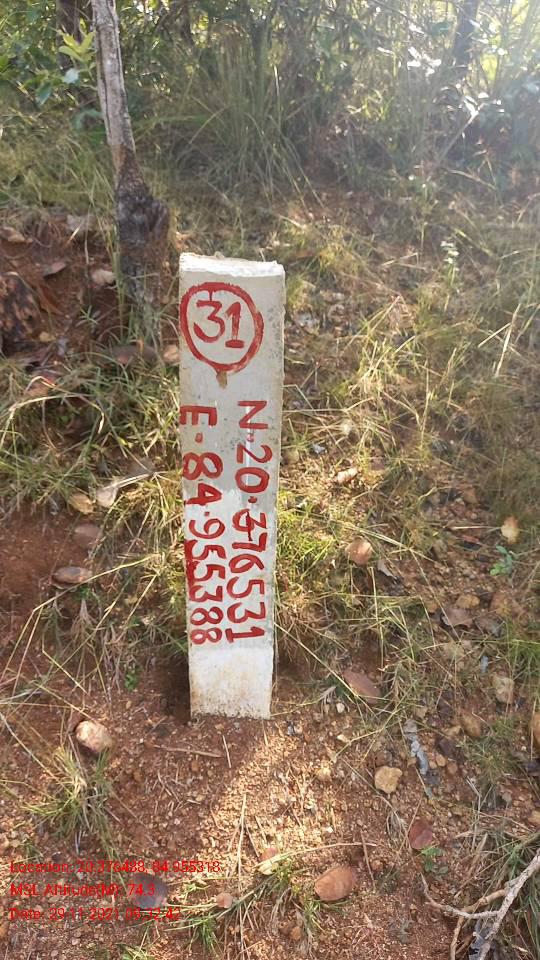 31
N-20.376531
E-84.955388
Location: 20.376488, 84.955318
MSL Altitude(M): 74.3
Date: 29-11-2021 09:32:42